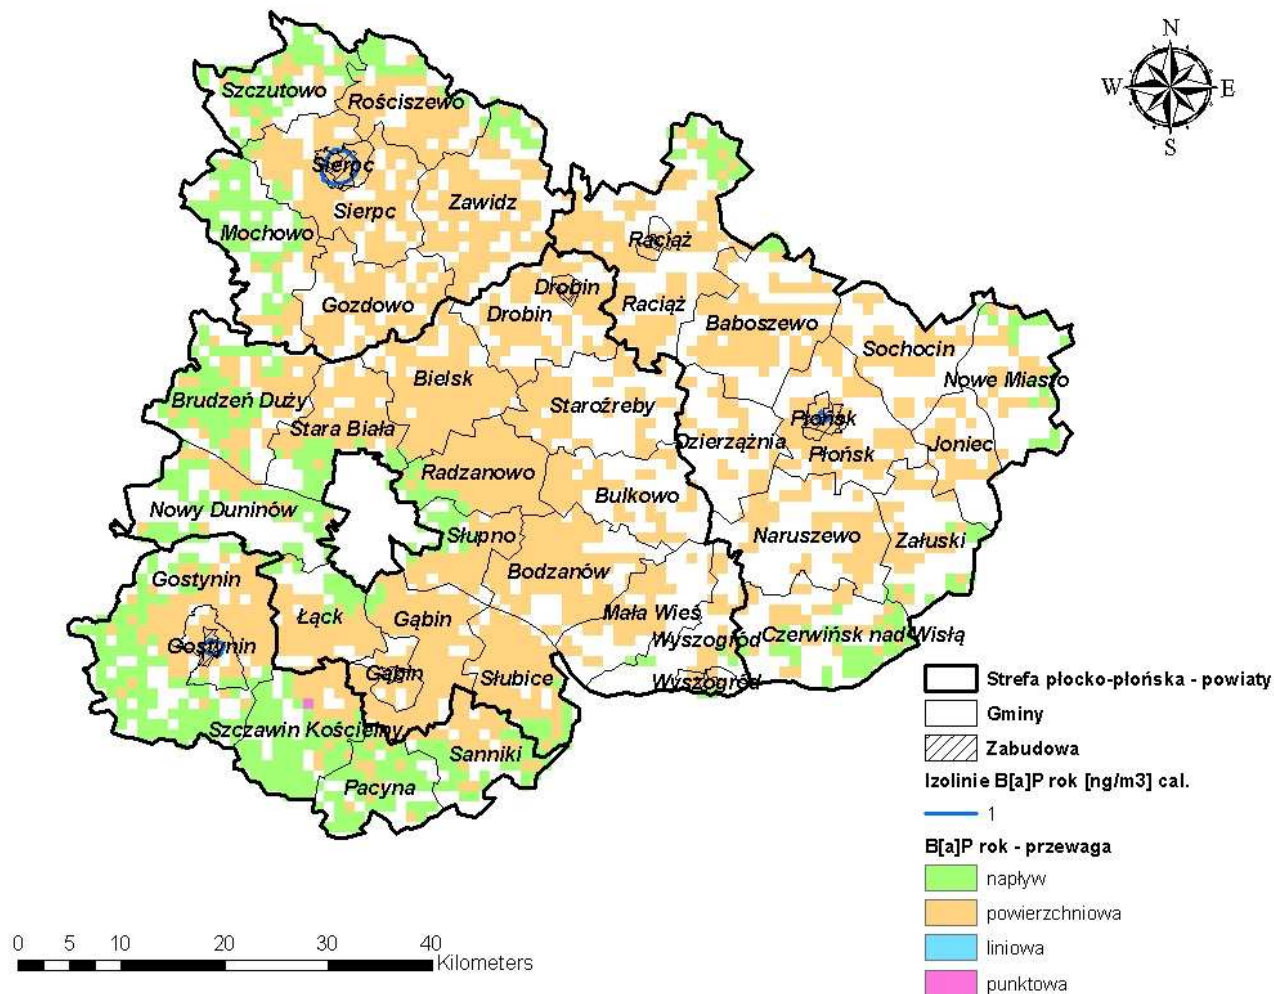 N
W E
S
Szczutowo
Rościszewo
Sierpc
Sierpc
Zawidz
Mochowo
Raciąż
Gozdowo
Drobin
Drobin
Raciąż
Baboszewo
Sochocin
Nowe Miasto
Bielsk
Brudzeń Duży
Staroźreby
Stara Biała
Płońsk
Dzierzążnia
Płońsk
Joniec
Radzanowo
Bulkowo
Nowy Duninów
Słupno
Naruszewo
Załuski
Gostynin
Bodzanów
Łąck
Gąbin
Mała Wieś
Gostynin
Wyszogród
Czerwińsk nad Wisłą
Gąbin
Słubice
Wyszogród
Szczawin Kościelny
Sanniki
Pacyna
Strefa płocko-płońska - powiaty
Gminy
Zabudowa
Izolinie B[a]P rok [ng/m3] cal.
1
B[a]P rok - przewaga
napływ
powierzchniowa
liniowa
punktowa
0 5 10 20 30 40
Kilometers